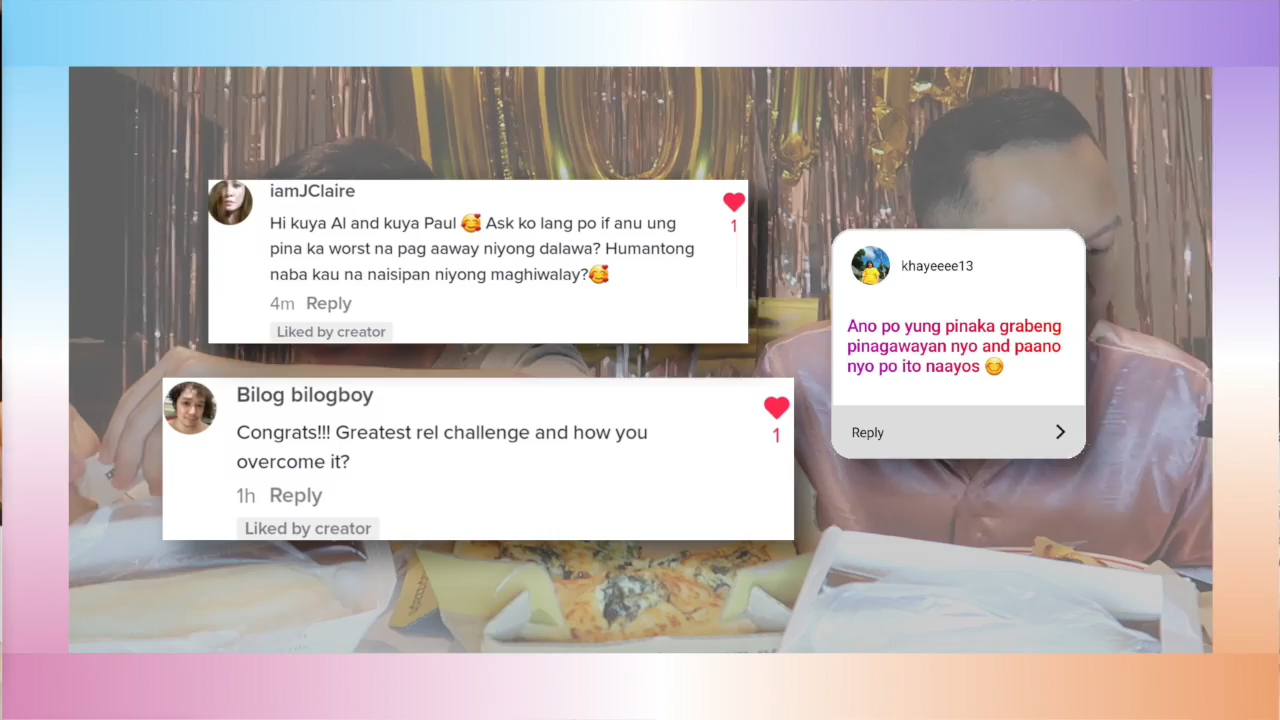 iamJClaire
Hi kuya Al and kuya Paul 🥰 Ask ko lang po if anu ung
pina ka worst na pag aaway niyong dalawa? Humantong
naba kau na naisipan niyong maghiwalay?🥰
4m Reply
Liked by creator
1
Bilog bilogboy
Congrats!!! Greatest rel challenge and how you
overcome it?
1h Reply
Liked by creator
1
khayeeee13
Ano po yung pinaka grabeng
pinagawayan nyo and paano
nyo po ito naayos 😊
Reply